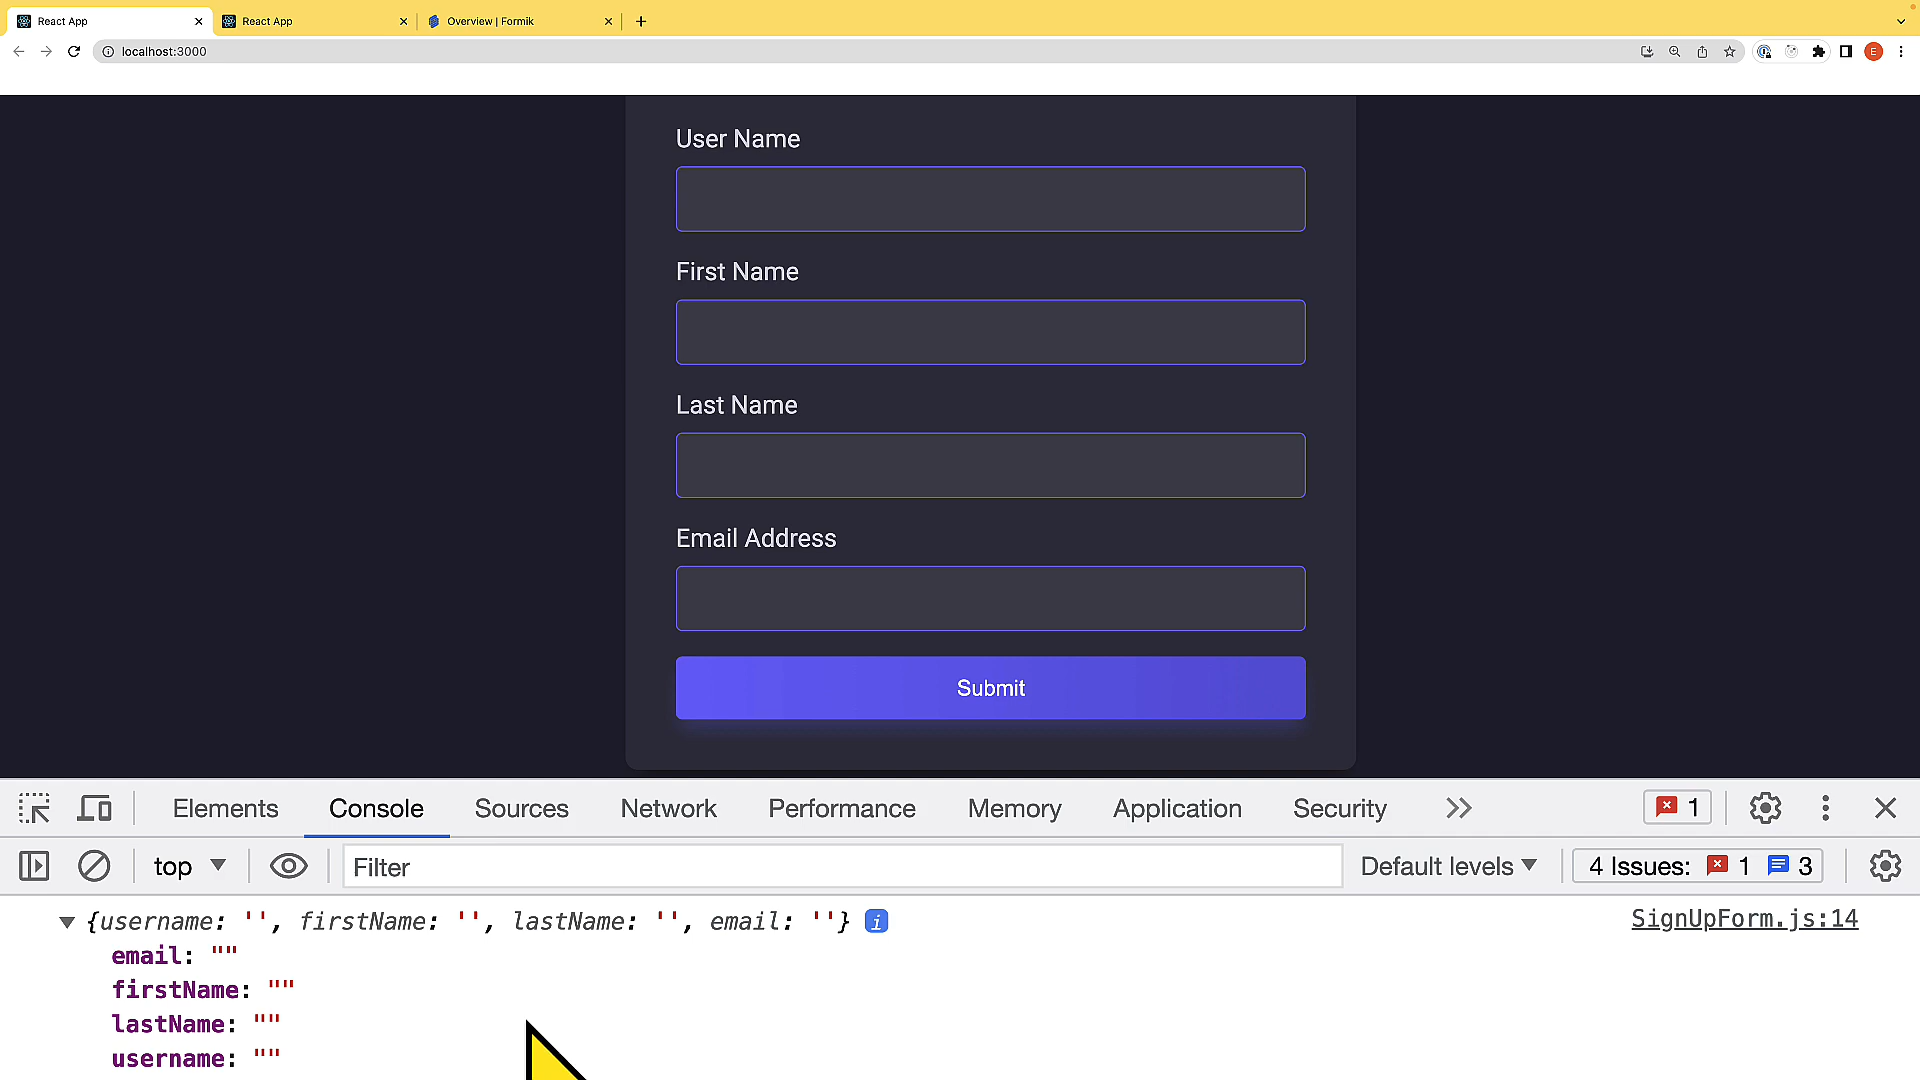 React App
React App
Overview | Formik
localhost:3000
E
User Name
First Name
Last Name
Email Address
Submit
Elements Console Sources Network Performance Memory Application Security 1
top Filter Default levels 4 Issues: 1 3
{username: '', firstName: '', lastName: '', email: ''} i SignUpForm.js:14
email: ""
firstName: ""
lastName: ""
username: ""